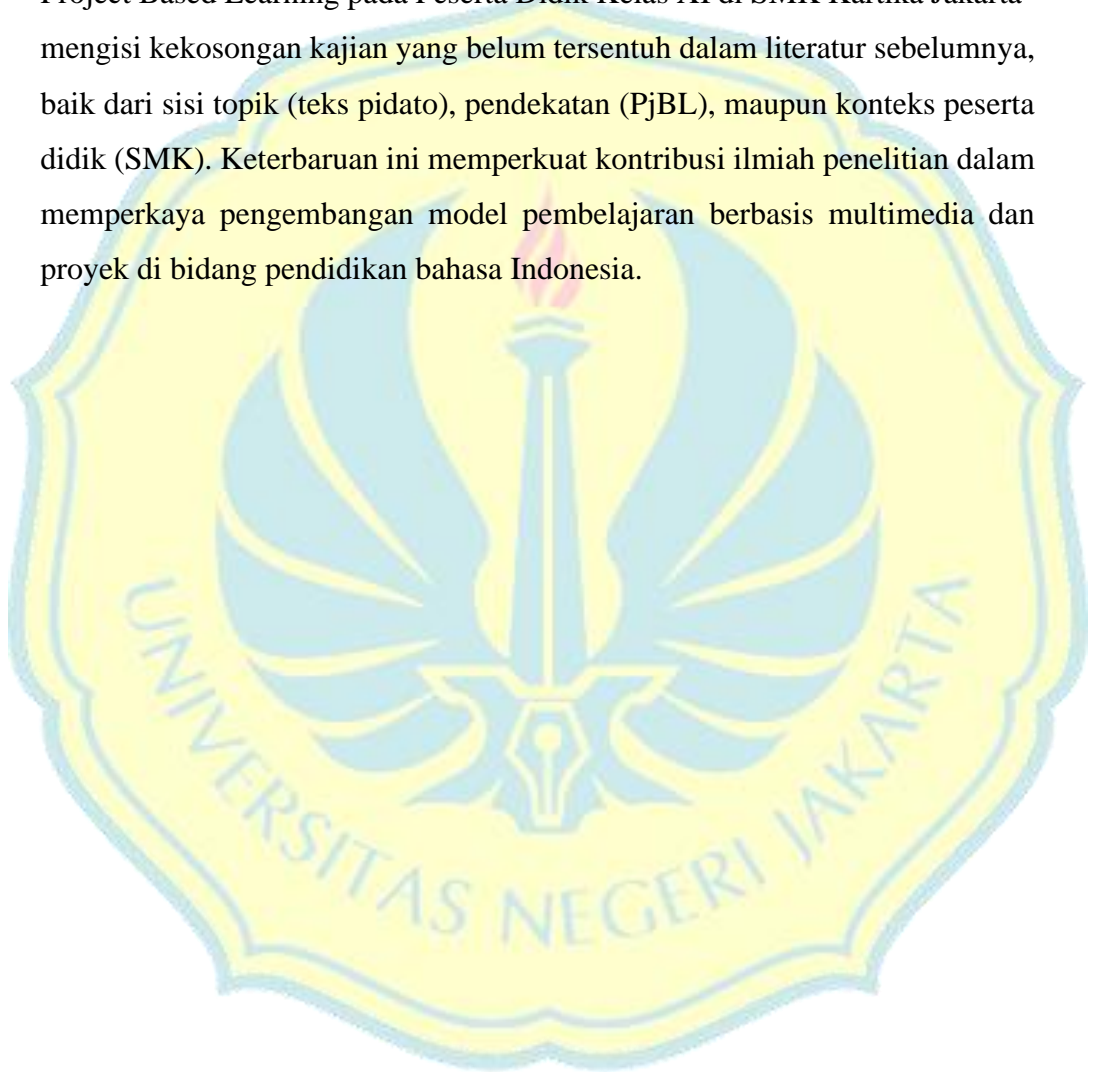 Project Based Learning pada Peserta Didik Kelas XI di SMK Kartika Jakarta”
mengisi kekosongan kajian yang belum tersentuh dalam literatur sebelumnya,
baik dari sisi topik (teks pidato), pendekatan (PjBL), maupun konteks peserta
didik (SMK). Keterbaruan ini memperkuat kontribusi ilmiah penelitian dalam
memperkaya pengembangan model pembelajaran berbasis multimedia dan
proyek di bidang pendidikan bahasa Indonesia.
UNIVERSITAS NEGERI JAKARTA